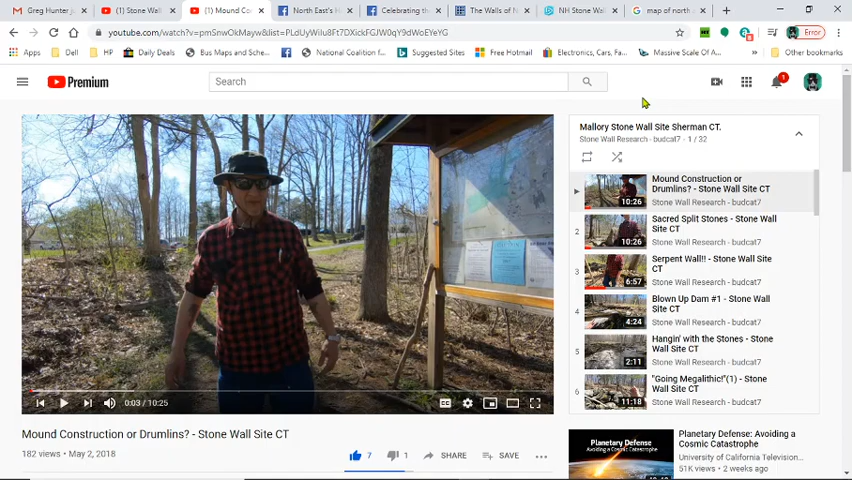 Greg Hunter ju
(1) Stone Wall
(1) Mound Co
North East's H
Celebrating the
The Walls of N
NH Stone Wal
map of north a
youtube.com/watch?v=pmSnwOkMayw&list=PLdUyWiIu8Ft7DXickFGJW0qY9dWoEYeYG
Error
Apps
Daily Deals
HP
Bus Maps and Sche...
National Coalition f...
Suggested Sites
Free Hotmail
Electronics, Cars, Fa...
Massive Scale Of A...
Other bookmarks
Premium
Search
1
Mallory Stone Wall Site Sherman CT.
Stone Wall Research - budcat7 - 1 / 32
Mound Construction or
Drumlins? - Stone Wall Site CT
Stone Wall Research - budcat7
10:26
2
Sacred Split Stones - Stone Wall
Site CT
Stone Wall Research - budcat7
10:26
3
Serpent Wall!! - Stone Wall Site
CT
Stone Wall Research - budcat7
6:57
4
Blown Up Dam #1 - Stone Wall
Site CT
Stone Wall Research - budcat7
4:24
5
Hangin' with the Stones - Stone
Wall Site CT
Stone Wall Research - budcat7
2:11
6
"Going Megalithic!"(1) - Stone
Wall Site CT
Stone Wall Research - budcat7
11:18
0:03 / 10:25
CC
Mound Construction or Drumlins? - Stone Wall Site CT
182 views • May 2, 2018
7
1
SHARE
SAVE
Planetary Defense:
Avoiding a Cosmic Catastrophe
Planetary Defense: Avoiding a
Cosmic Catastrophe
University of California Televisio...
51K views • 2 weeks ago